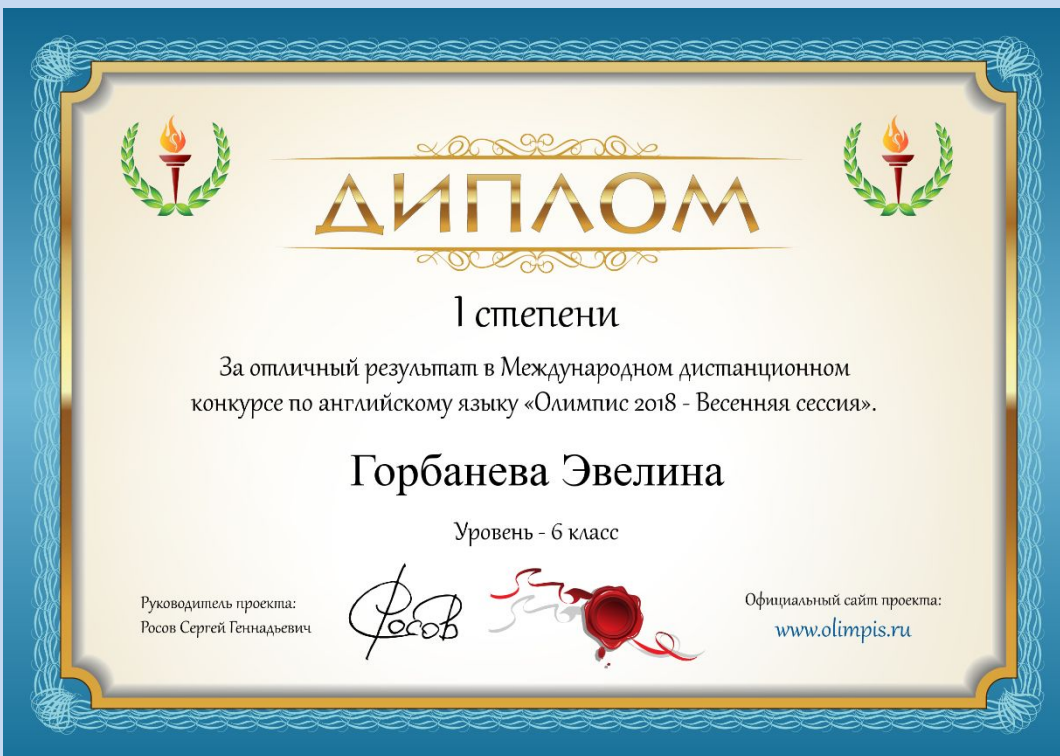 ДИПЛОМ
I степени
За отличный результат в Международном дистанционном
конкурсе по английскому языку «Олимпис 2018 - Весенняя сессия».
Горбанева Эвелина
Уровень - 6 класс
Руководитель проекта:
Росов Сергей Геннадьевич
Росов
Официальный сайт проекта:
www.olimpis.ru